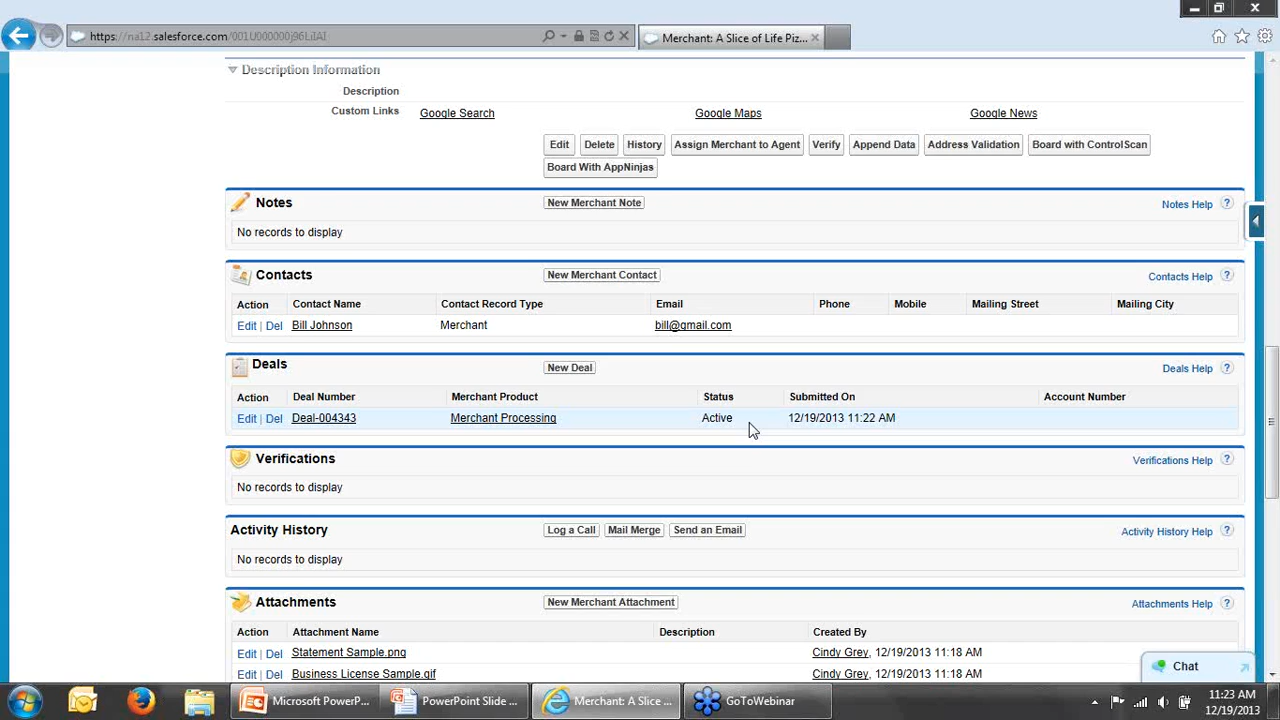 https://na12.salesforce.com/001U000000j96LiIAI
Merchant: A Slice of Life Piz...
Description Information
Description
Custom Links Google Search Google Maps Google News
Edit Delete History Assign Merchant to Agent Verify Append Data Address Validation Board with ControlScan
Board With AppNinjas
Notes New Merchant Note Notes Help ?
No records to display
Contacts New Merchant Contact Contacts Help ?
Action Contact Name Contact Record Type Email Phone Mobile Mailing Street Mailing City
Edit | Del Bill Johnson Merchant bill@gmail.com
Deals New Deal Deals Help ?
Action Deal Number Merchant Product Status Submitted On Account Number
Edit | Del Deal-004343 Merchant Processing Active 12/19/2013 11:22 AM
Verifications Verifications Help ?
No records to display
Activity History Log a Call Mail Merge Send an Email Activity History Help ?
No records to display
Attachments New Merchant Attachment Attachments Help ?
Action Attachment Name Description Created By
Edit | Del Statement Sample.png Cindy Grey, 12/19/2013 11:18 AM
Edit | Del Business License Sample.gif Cindy Grey, 12/19/2013 11:18 AM
Chat
Microsoft PowerP... PowerPoint Slide ... Merchant: A Slice ... GoToWebinar 11:23 AM
12/19/2013